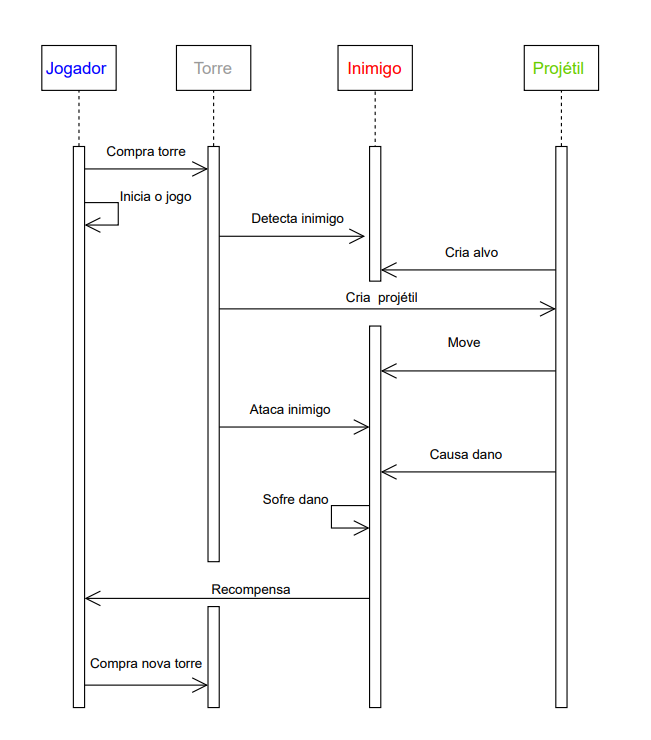 Jogador
Torre
Inimigo
Projétil
Compra torre
Inicia o jogo
Detecta inimigo
Cria alvo
Cria  projétil
Move
Ataca inimigo
Causa dano
Sofre dano
Recompensa
Compra nova torre